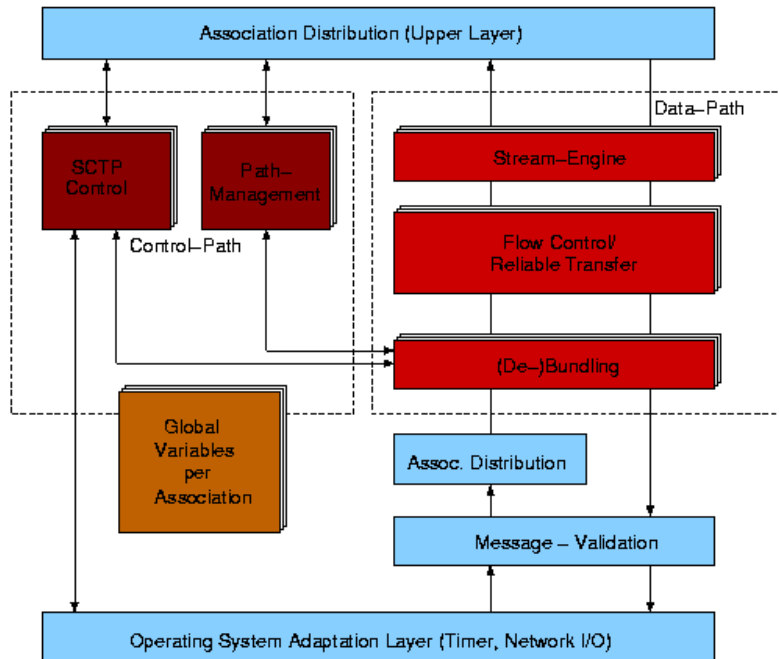 Association Distribution (Upper Layer)
Data–Path
SCTP
Control
Path–
Management
Stream–Engine
Control–Path
Flow Control/
Reliable Transfer
(De–)Bundling
Global
Variables
per
Association
Assoc. Distribution
Message – Validation
Operating System Adaptation Layer (Timer, Network I/O)